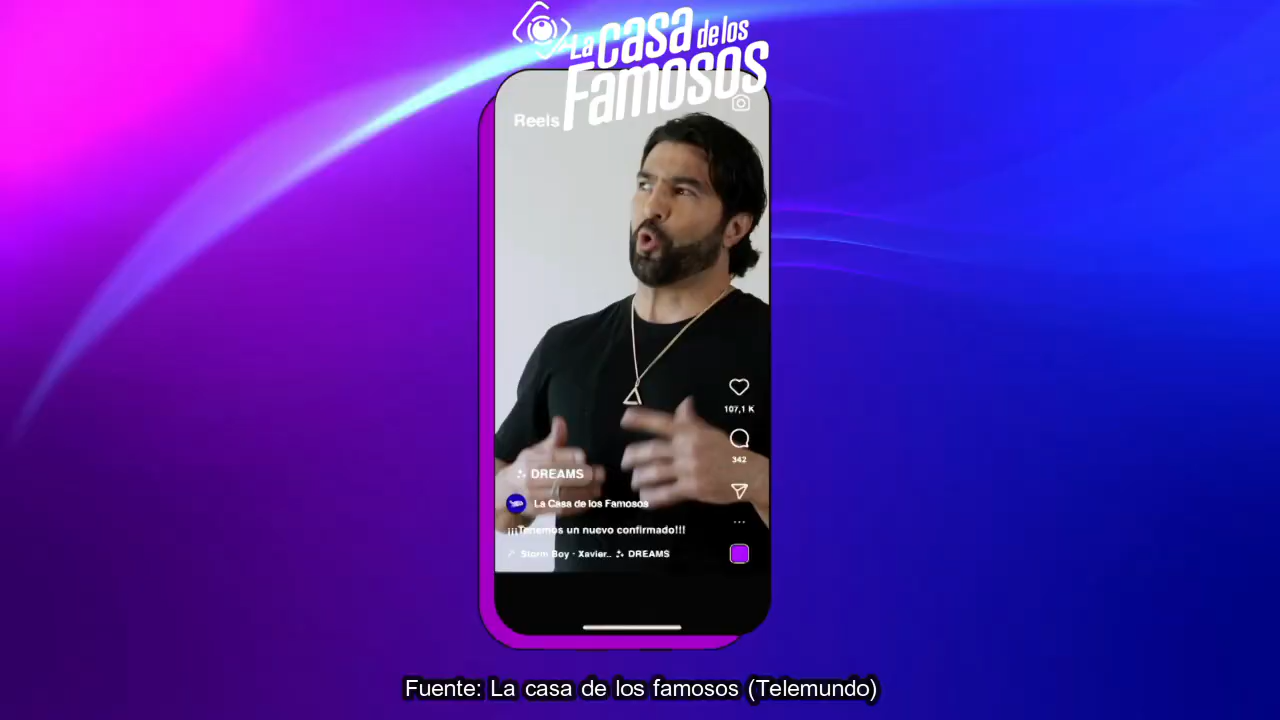 La casa de los
Famosos
Reels
107,1 K
342
DREAMS
La Casa de los Famosos
¡¡¡Tenemos un nuevo confirmado!!!
Storm Boy - Xavier.. DREAMS
Fuente: La casa de los famosos (Telemundo)